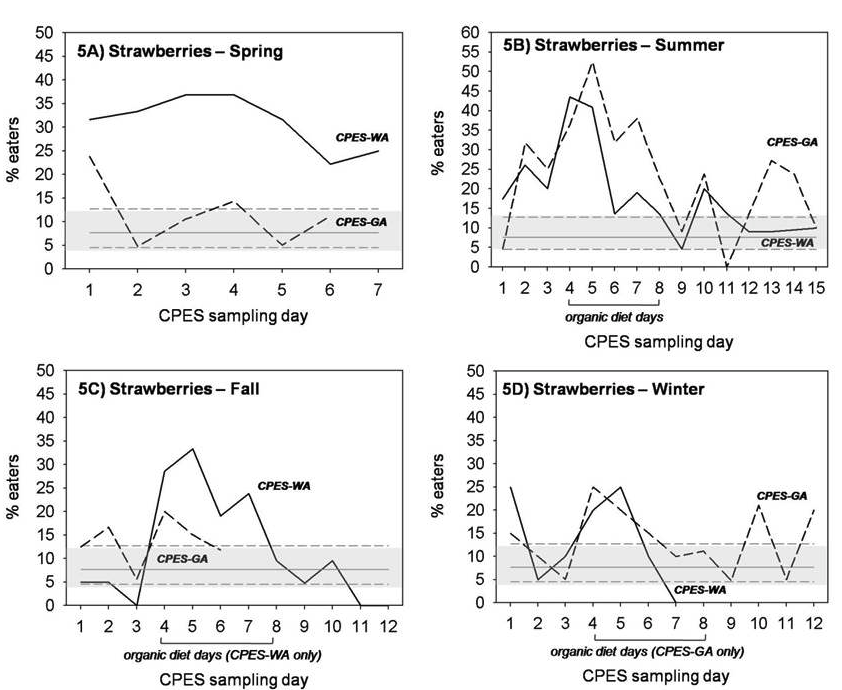 5A) Strawberries – Spring
50
45
40
35
30
25
20
15
10
5
0
% eaters
CPES-WA
CPES-GA
1 2 3 4 5 6 7
CPES sampling day
5B) Strawberries – Summer
60
55
50
45
40
35
30
25
20
15
10
5
0
% eaters
CPES-GA
CPES-WA
1 2 3 4 5 6 7 8 9 10 11 12 13 14 15
organic diet days
CPES sampling day
5C) Strawberries – Fall
50
45
40
35
30
25
20
15
10
5
0
% eaters
CPES-WA
CPES-GA
1 2 3 4 5 6 7 8 9 10 11 12
organic diet days (CPES-WA only)
CPES sampling day
5D) Strawberries – Winter
50
45
40
35
30
25
20
15
10
5
0
% eaters
CPES-GA
CPES-WA
1 2 3 4 5 6 7 8 9 10 11 12
organic diet days (CPES-GA only)
CPES sampling day